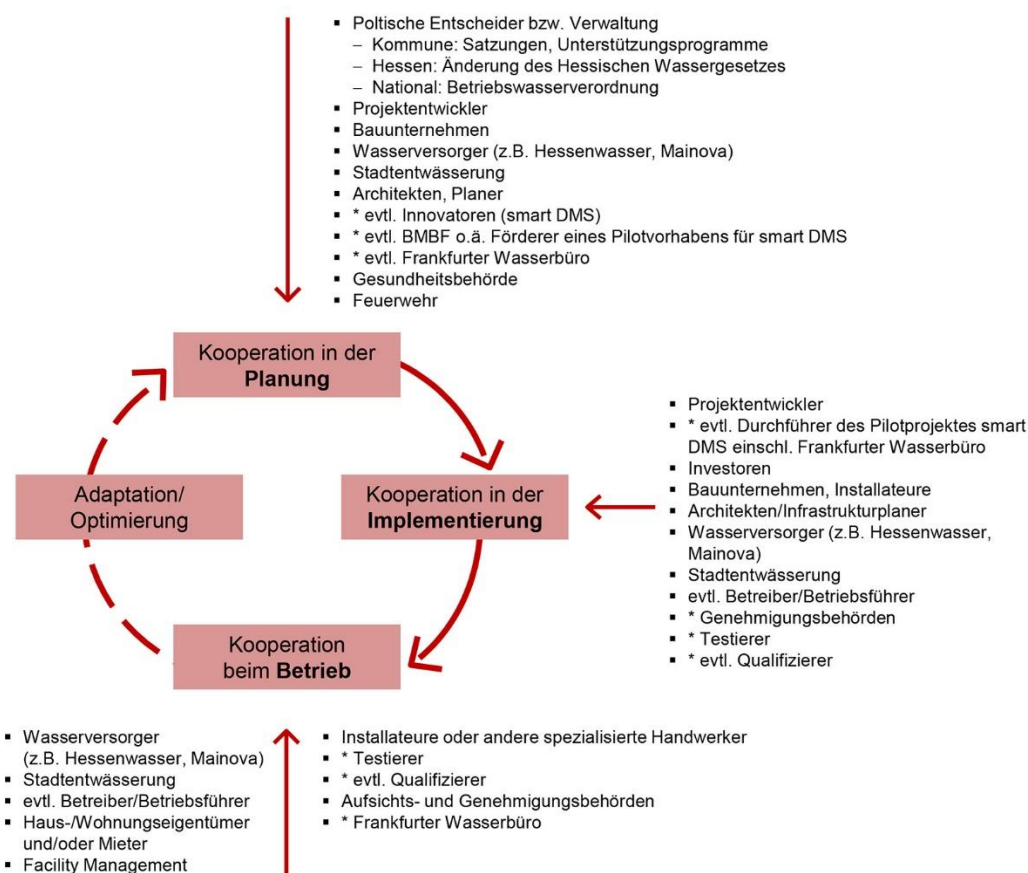 ▪ Poltische Entscheider bzw. Verwaltung
– Kommune: Satzungen, Unterstützungsprogramme
– Hessen: Änderung des Hessischen Wassergesetzes
– National: Betriebswasserverordnung
▪ Projektentwickler
▪ Bauunternehmen
▪ Wasserversorger (z.B. Hessenwasser, Mainova)
▪ Stadtentwässerung
▪ Architekten, Planer
▪ * evtl. Innovatoren (smart DMS)
▪ * evtl. BMBF o.ä. Förderer eines Pilotvorhabens für smart DMS
▪ * evtl. Frankfurter Wasserbüro
▪ Gesundheitsbehörde
▪ Feuerwehr
Kooperation in der
Planung
Adaptation/
Optimierung
Kooperation in der
Implementierung
▪ Projektentwickler
▪ * evtl. Durchführer des Pilotprojektes smart
DMS einschl. Frankfurter Wasserbüro
▪ Investoren
▪ Bauunternehmen, Installateure
▪ Architekten/Infrastrukturplaner
▪ Wasserversorger (z.B. Hessenwasser,
Mainova)
▪ Stadtentwässerung
▪ evtl. Betreiber/Betriebsführer
▪ * Genehmigungsbehörden
▪ * Testierer
▪ * evtl. Qualifizierer
Kooperation
beim Betrieb
▪ Wasserversorger
(z.B. Hessenwasser, Mainova)
▪ Stadtentwässerung
▪ evtl. Betreiber/Betriebsführer
▪ Haus-/Wohnungseigentümer
und/oder Mieter
▪ Facility Management
▪ Installateure oder andere spezialisierte Handwerker
▪ * Testierer
▪ * evtl. Qualifizierer
▪ Aufsichts- und Genehmigungsbehörden
▪ * Frankfurter Wasserbüro